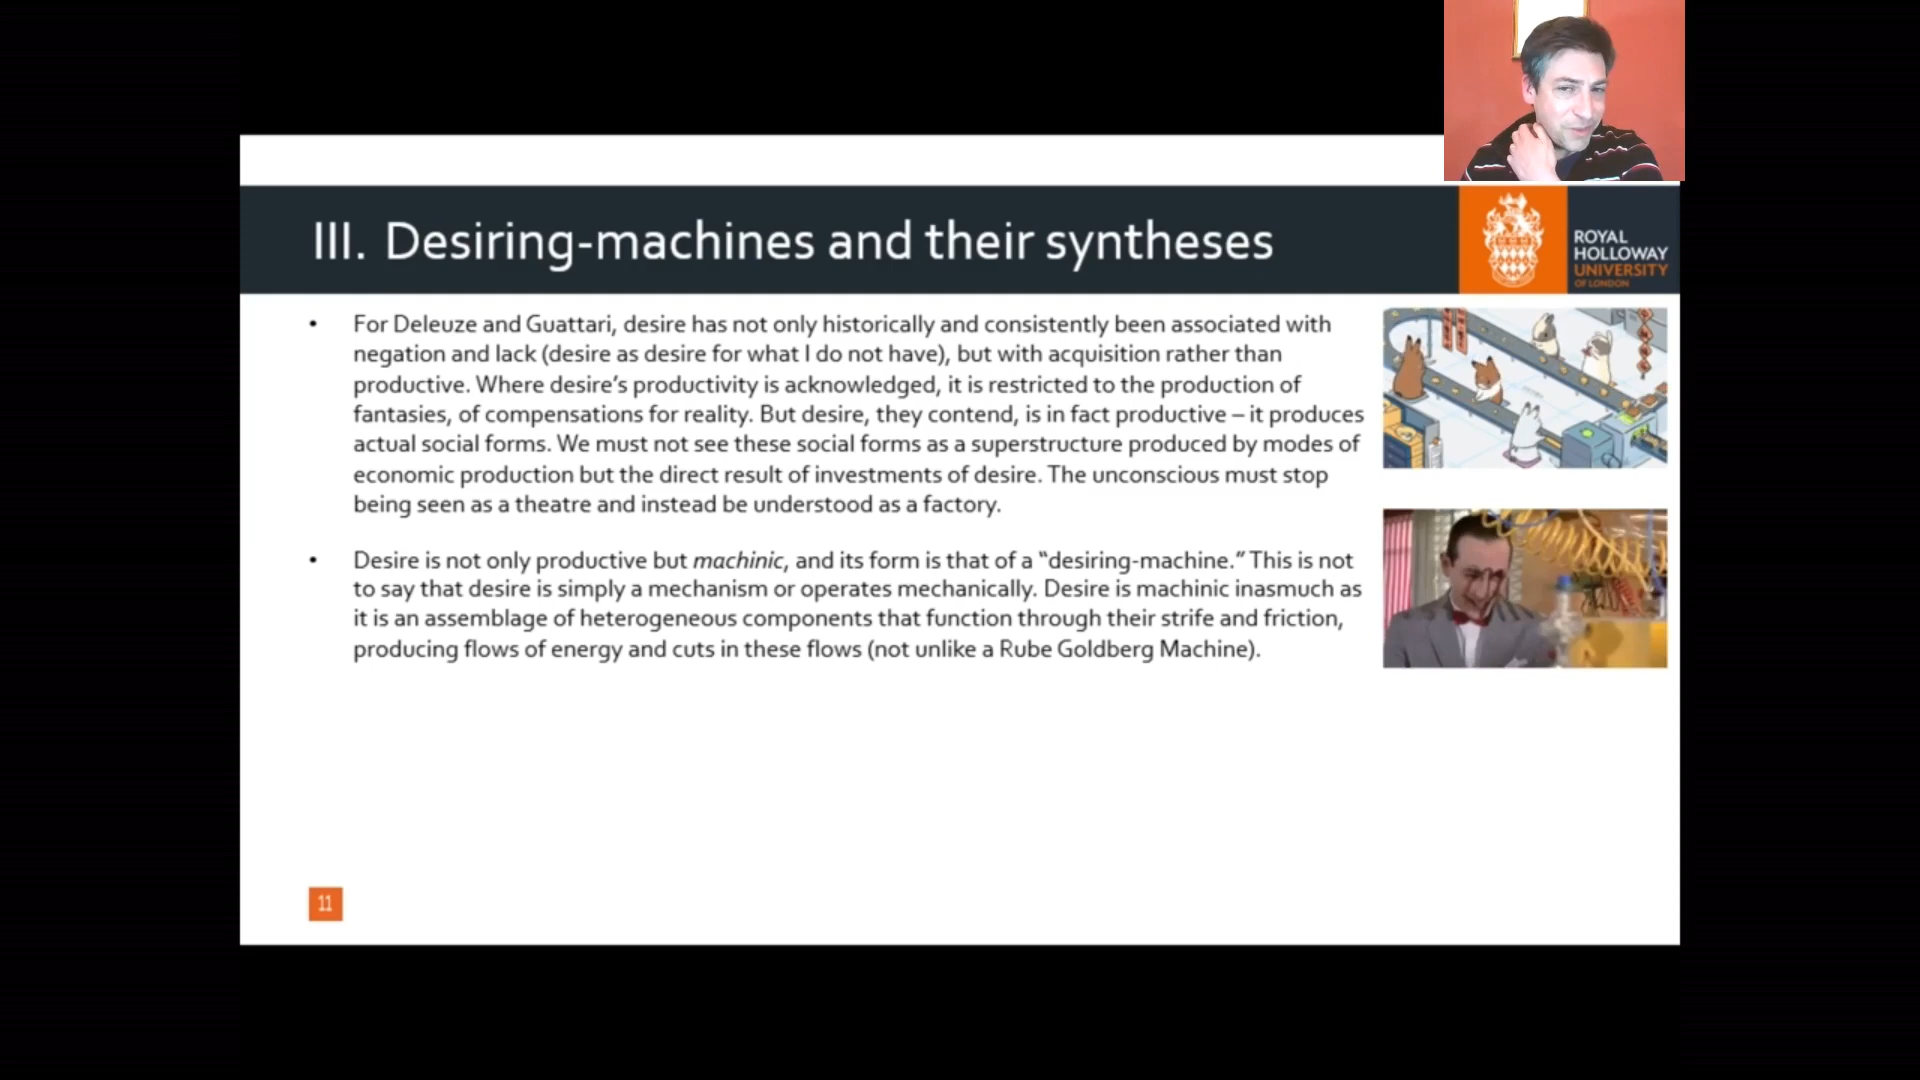 III. Desiring-machines and their syntheses
ROYAL
HOLLOWAY
UNIVERSITY
OF LONDON
• For Deleuze and Guattari, desire has not only historically and consistently been associated with
negation and lack (desire as desire for what I do not have), but with acquisition rather than
productive. Where desire’s productivity is acknowledged, it is restricted to the production of
fantasies, of compensations for reality. But desire, they contend, is in fact productive – it produces
actual social forms. We must not see these social forms as a superstructure produced by modes of
economic production but the direct result of investments of desire. The unconscious must stop
being seen as a theatre and instead be understood as a factory.
• Desire is not only productive but machinic, and its form is that of a “desiring-machine.” This is not
to say that desire is simply a mechanism or operates mechanically. Desire is machinic inasmuch as
it is an assemblage of heterogeneous components that function through their strife and friction,
producing flows of energy and cuts in these flows (not unlike a Rube Goldberg Machine).
11